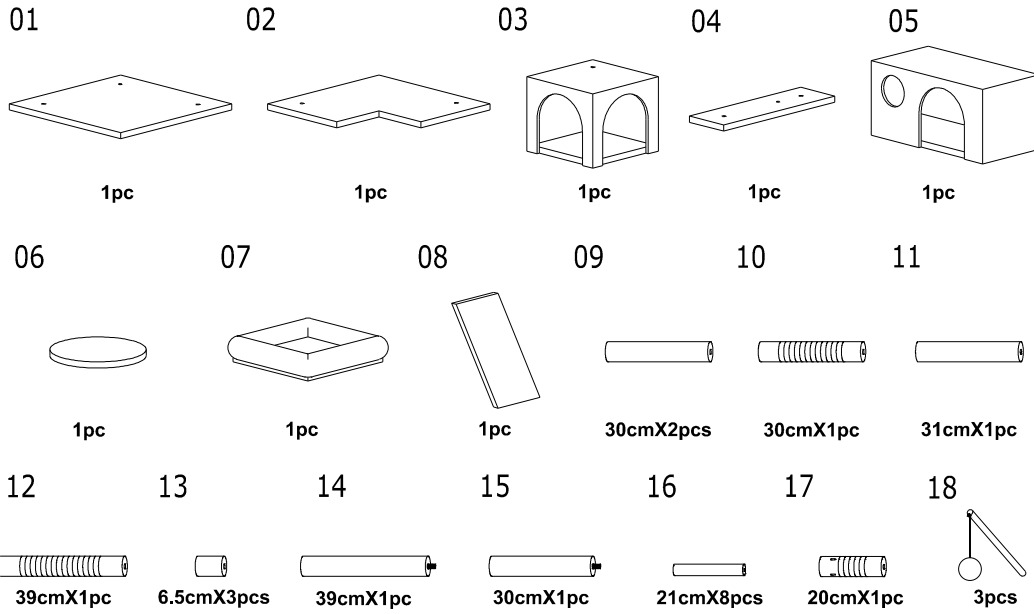 01 02 03 04 05
1pc 1pc 1pc 1pc 1pc
06 07 08 09 10 11
1pc 1pc 1pc 30cmX2pcs 30cmX1pc 31cmX1pc
12 13 14 15 16 17 18
39cmX1pc 6.5cmX3pcs 39cmX1pc 30cmX1pc 21cmX8pcs 20cmX1pc 3pcs